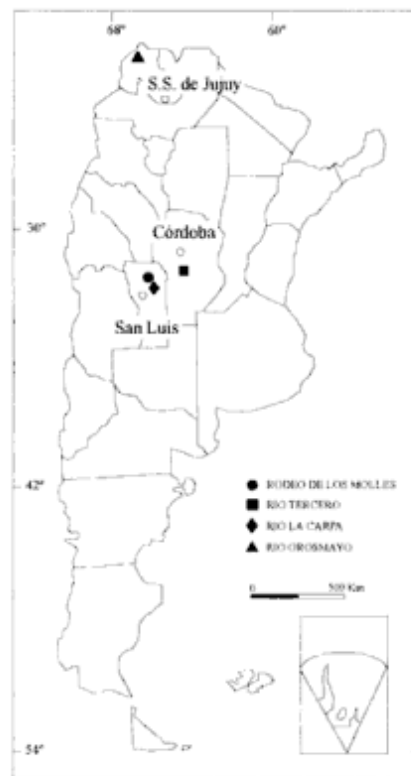 68° 60°
S.S. de Jujuy
30°
Córdoba
San Luis
42°
RODEO DE LOS MOLLES
RIO TERCERO
RIO LA CARPA
RIO OROSMAYO
0 500 Km
54°